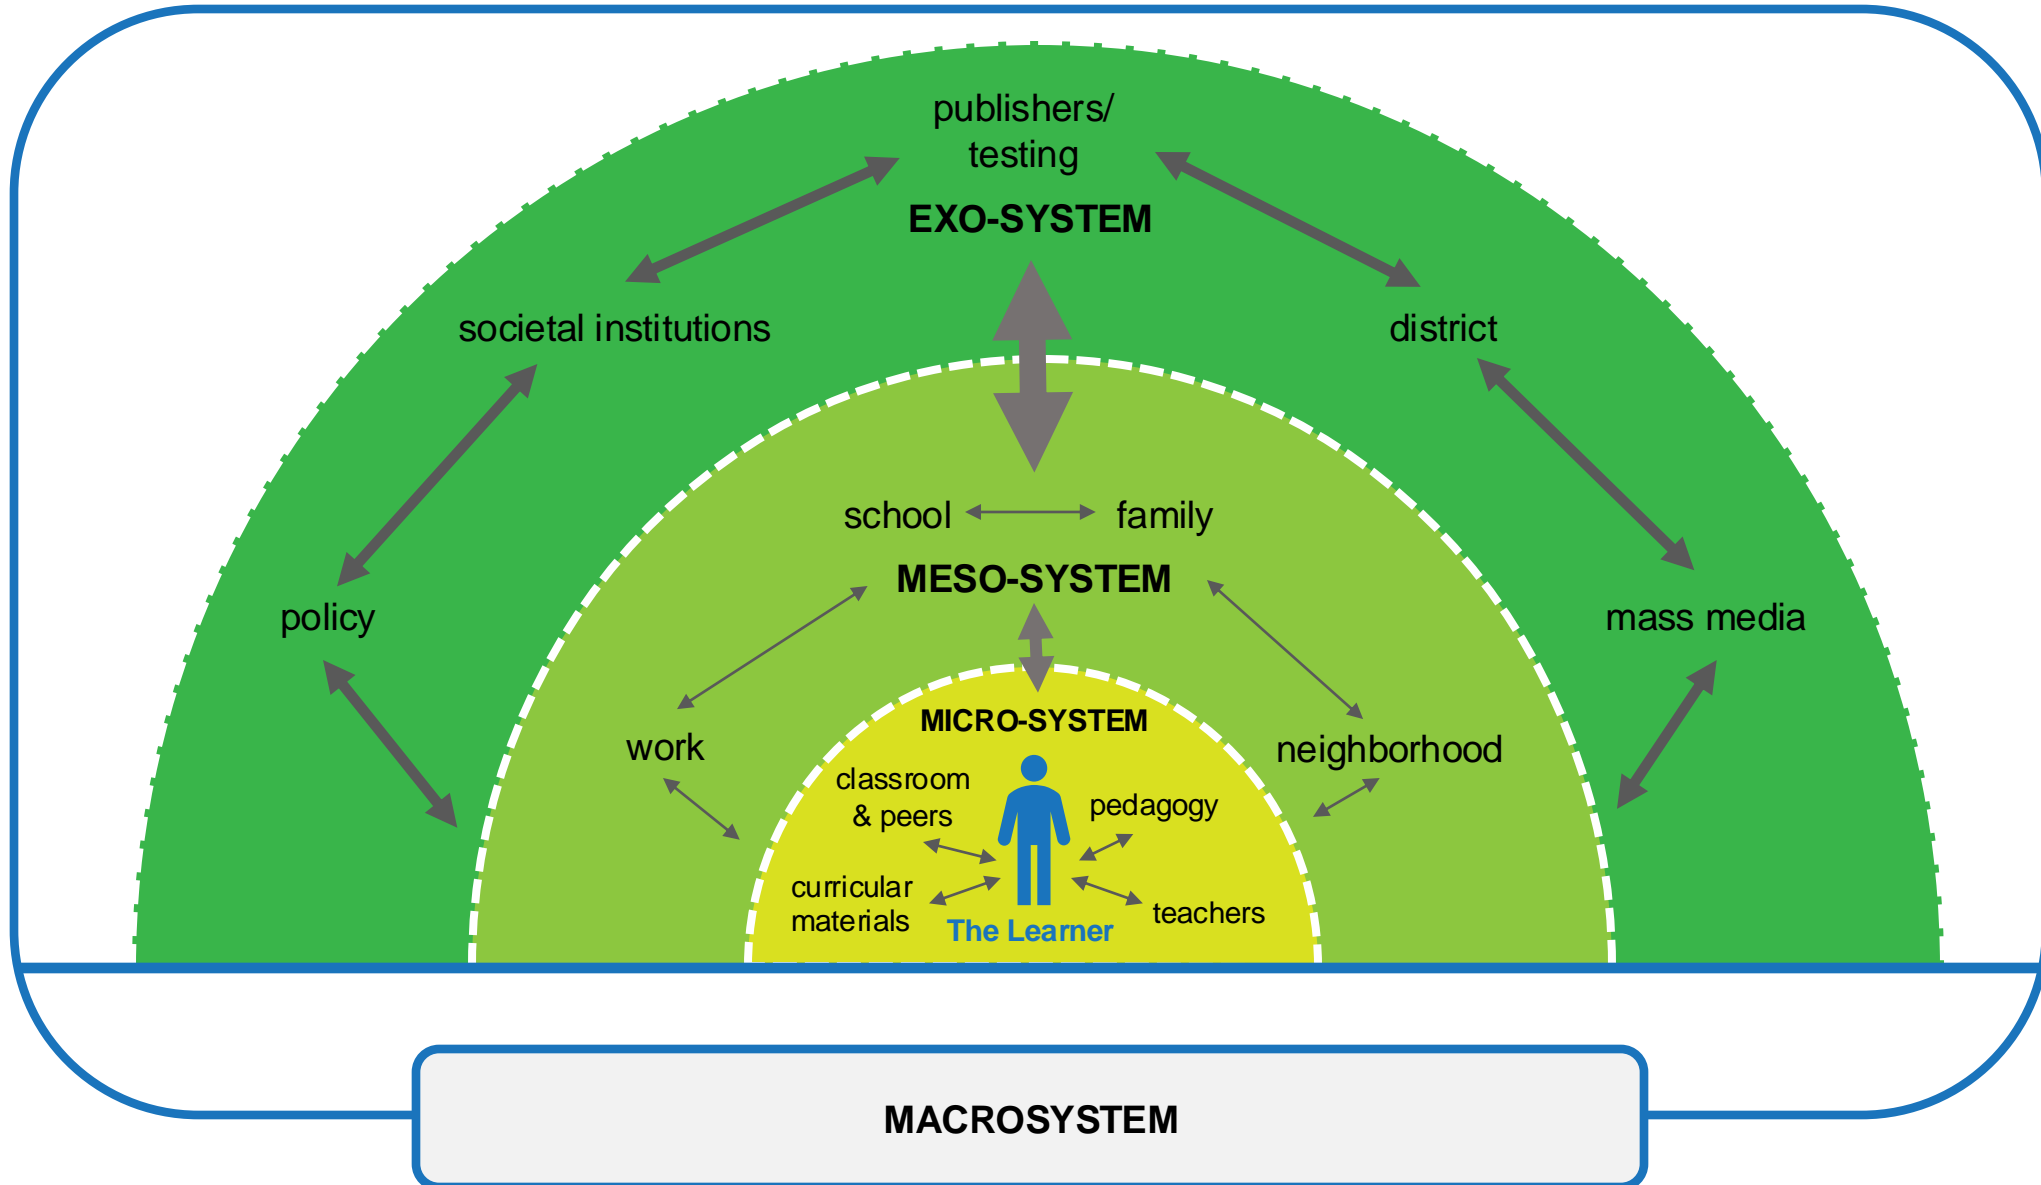 publishers/
testing
EXO-SYSTEM
societal institutions
district
school
family
MESO-SYSTEM
policy
mass media
MICRO-SYSTEM
work
neighborhood
classroom
& peers
pedagogy
curricular
materials
teachers
The Learner
MACROSYSTEM